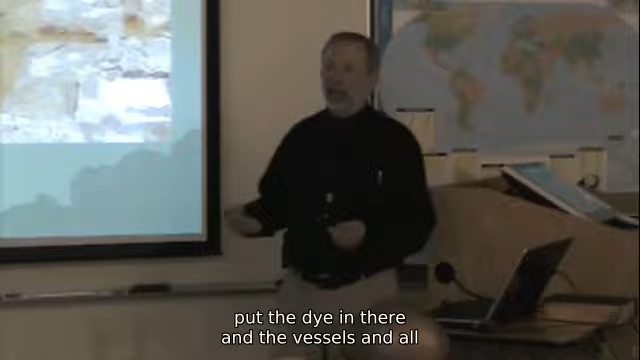 put the dye in there
and the vessels and all